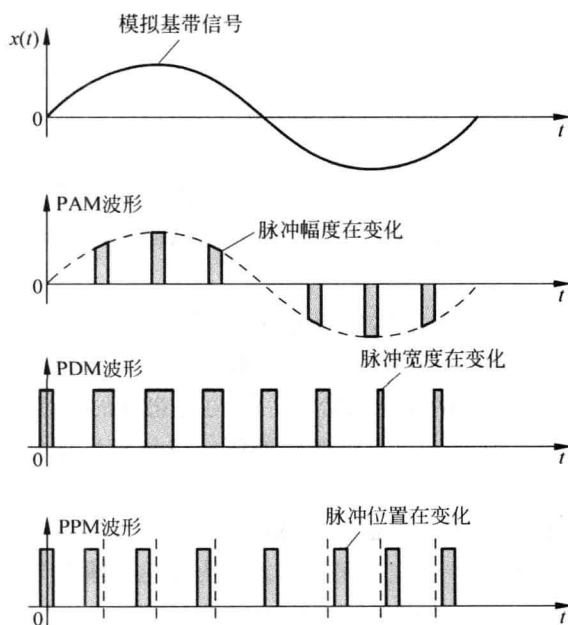 模拟基带信号
x(t)
0
t
PAM波形
脉冲幅度在变化
0
t
PDM波形
脉冲宽度在变化
0
t
PPM波形
脉冲位置在变化
0
t